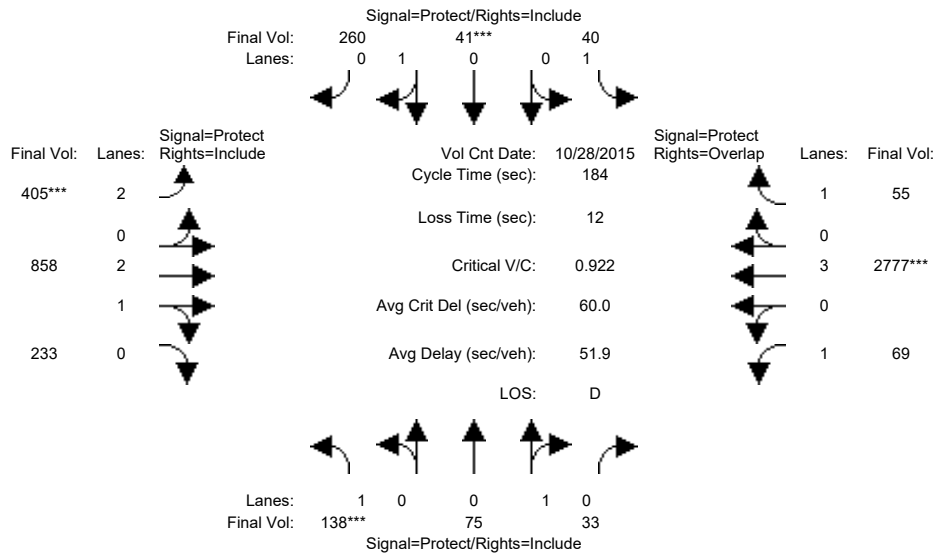 Signal=Protect/Rights=Include
Final Vol: 260 41*** 40
Lanes: 0 1 0 0 1
Signal=Protect
Final Vol: Lanes: Rights=Include
Vol Cnt Date: 10/28/2015
Signal=Protect
Rights=Overlap Lanes: Final Vol:
Cycle Time (sec): 184
405*** 2
1 55
Loss Time (sec): 12
0
0
858 2
Critical V/C: 0.922
3 2777***
1
Avg Crit Del (sec/veh): 60.0
0
233 0
Avg Delay (sec/veh): 51.9
1 69
LOS: D
Lanes: 1 0 0 1 0
Final Vol: 138*** 75 33
Signal=Protect/Rights=Include